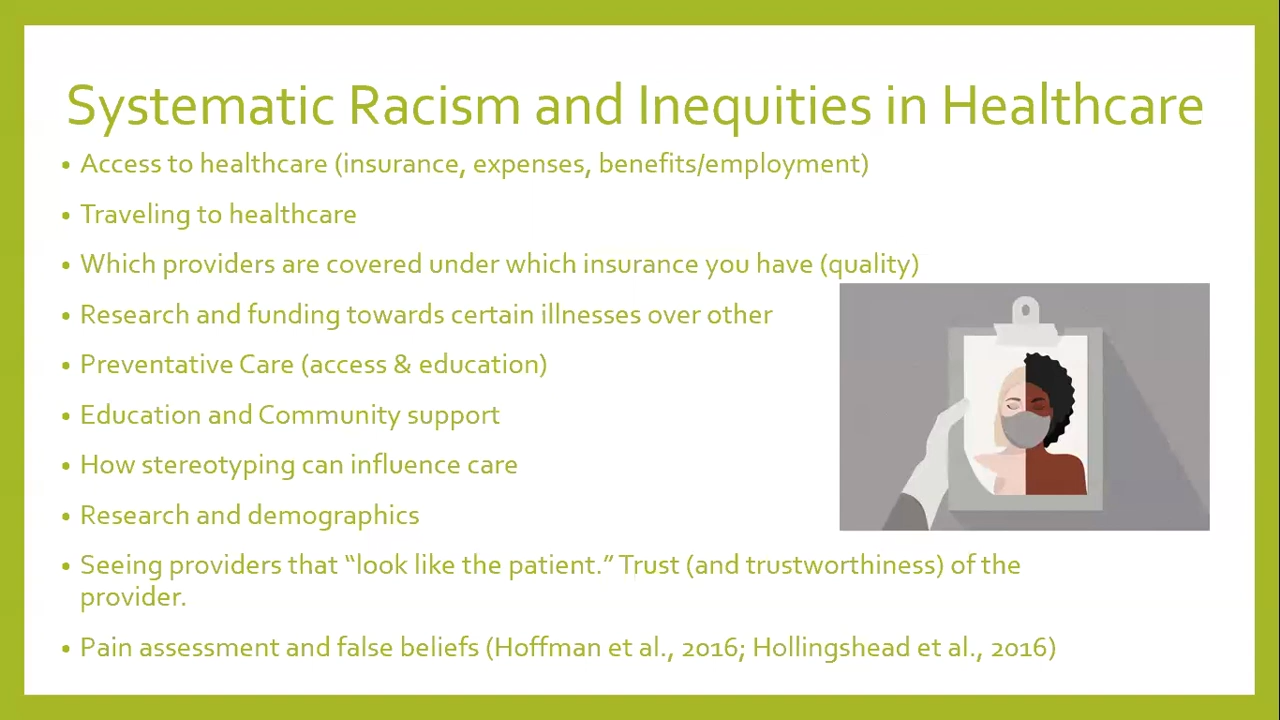 Systematic Racism and Inequities in Healthcare
• Access to healthcare (insurance, expenses, benefits/employment)
• Traveling to healthcare
• Which providers are covered under which insurance you have (quality)
• Research and funding towards certain illnesses over other
• Preventative Care (access & education)
• Education and Community support
• How stereotyping can influence care
• Research and demographics
• Seeing providers that “look like the patient.” Trust (and trustworthiness) of the
provider.
• Pain assessment and false beliefs (Hoffman et al., 2016; Hollingshead et al., 2016)